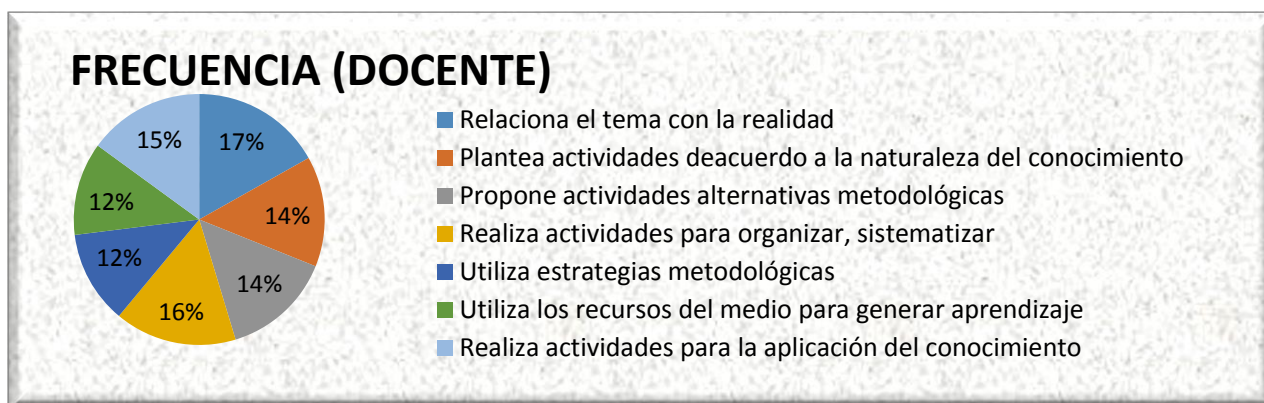 FRECUENCIA (DOCENTE)
17%
14%
14%
16%
12%
12%
15%
Relaciona el tema con la realidad
Plantea actividades deacuerdo a la naturaleza del conocimiento
Propone actividades alternativas metodológicas
Realiza actividades para organizar, sistematizar
Utiliza estrategias metodológicas
Utiliza los recursos del medio para generar aprendizaje
Realiza actividades para la aplicación del conocimiento